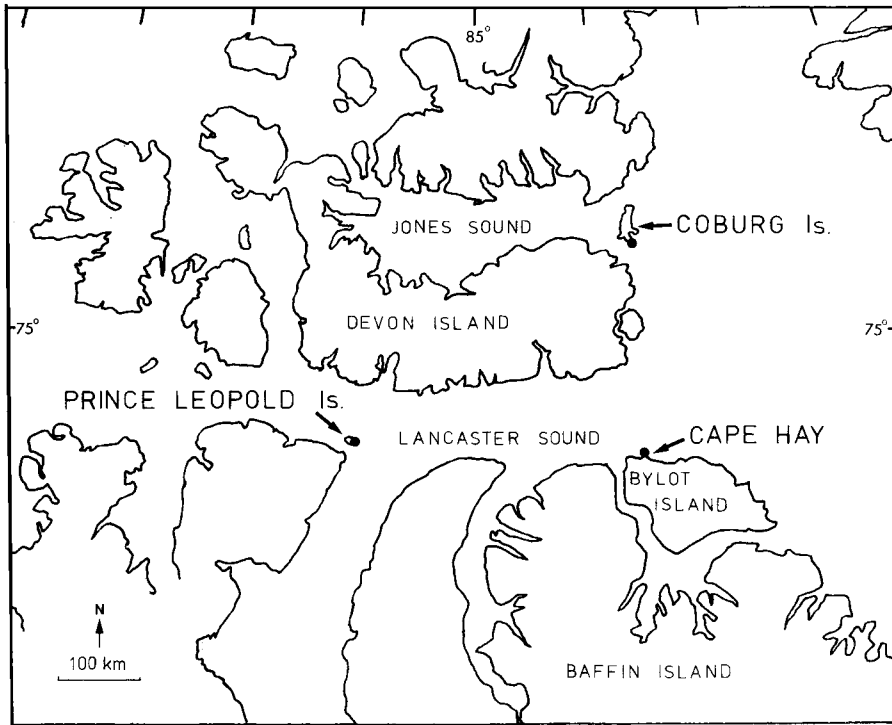 85°
JONES SOUND
COBURG Is.
DEVON ISLAND
75°
75°
PRINCE LEOPOLD Is.
LANCASTER SOUND
CAPE HAY
BYLOT
ISLAND
N
100 km
BAFFIN ISLAND